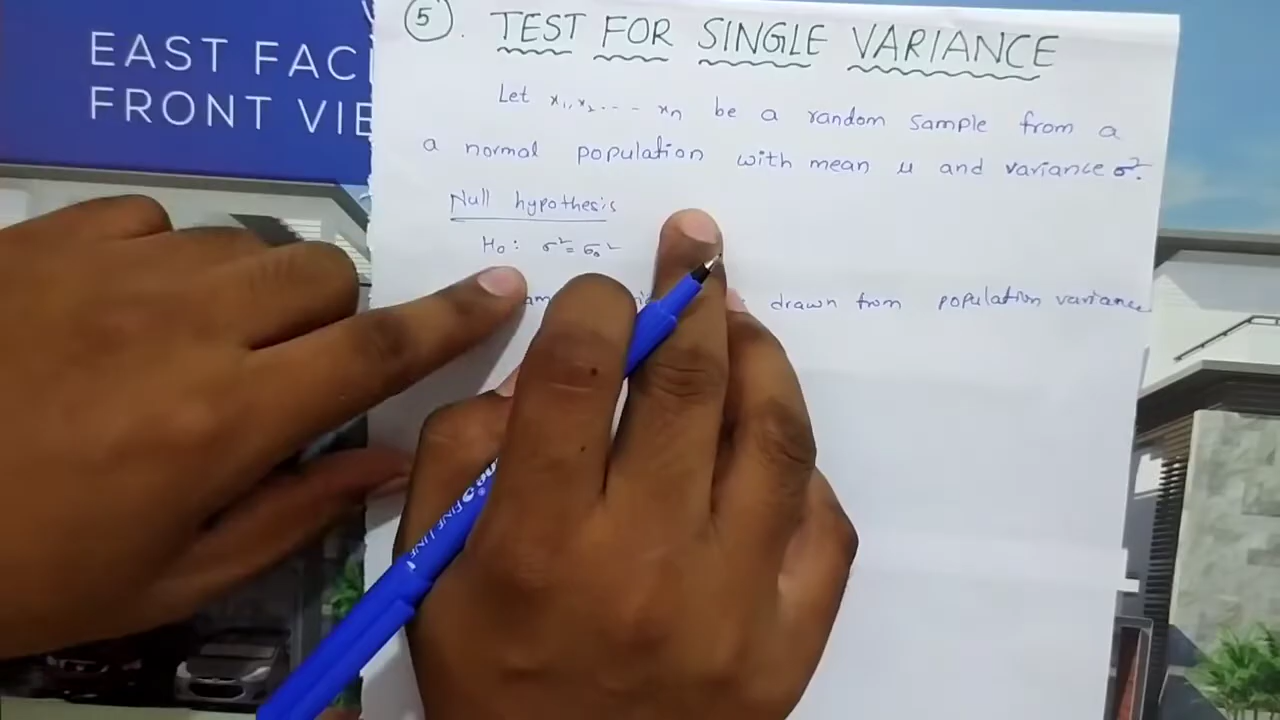 EAST FAC
FRONT VIE
5. TEST FOR SINGLE VARIANCE
Let x₁, x₂, ... xn be a random sample from a
a normal population with mean μ and variance σ².
Null hypothesis
H₀: σ² = σ₀²
drawn from population variance